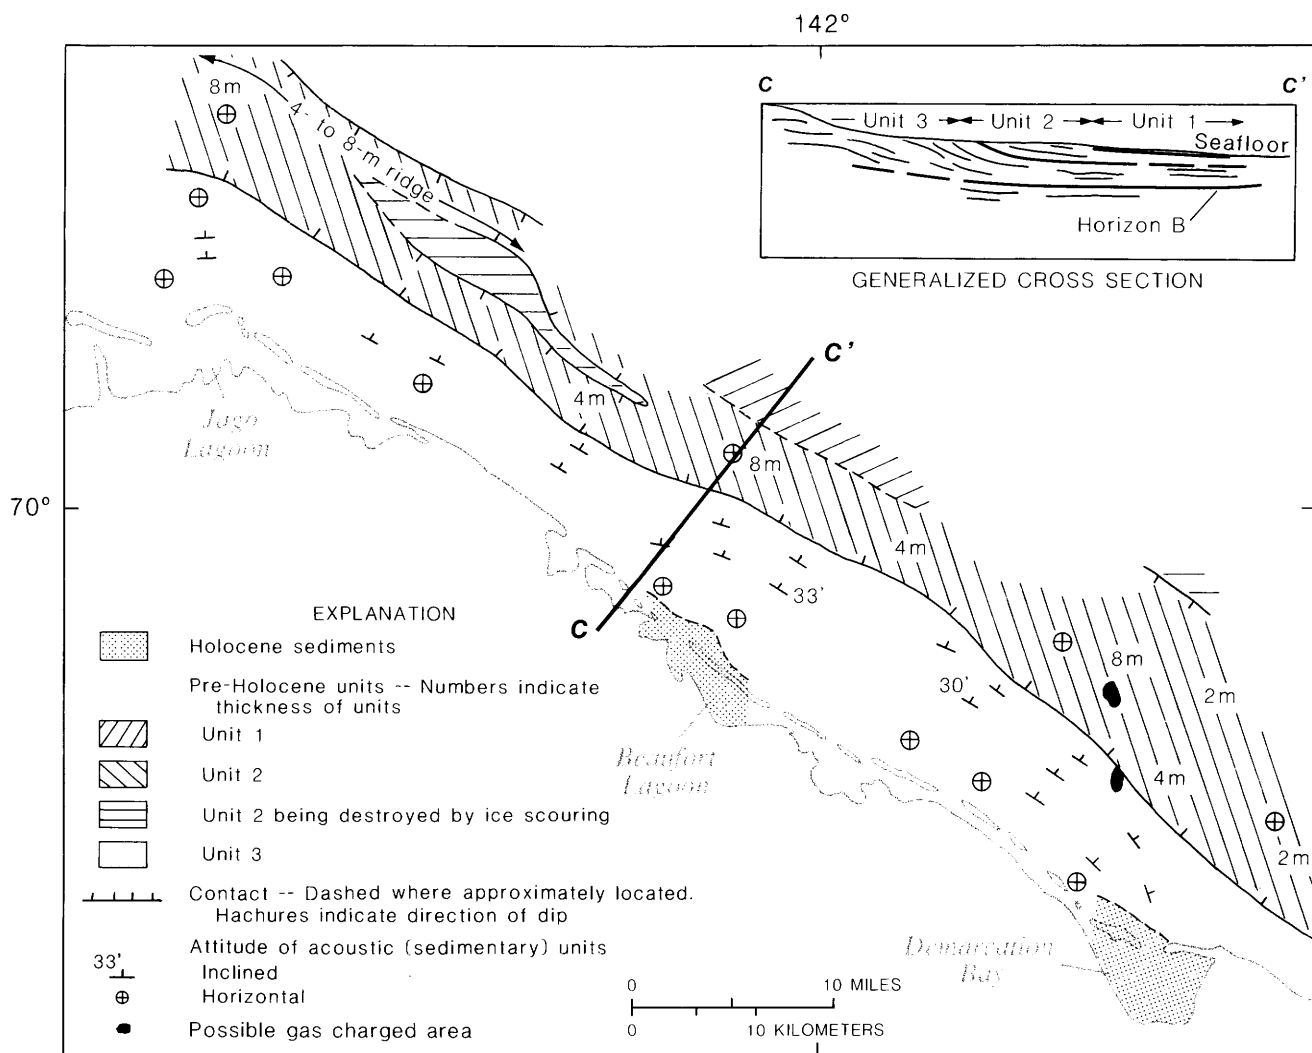 142°
C
C'
Unit 3
Unit 2
Unit 1
Seafloor
Horizon B
GENERALIZED CROSS SECTION
8m
4- to 8-m ridge
C'
4m
8m
Jago
Lagoon
70°
4m
33'
C
EXPLANATION
Holocene sediments
Pre-Holocene units -- Numbers indicate
thickness of units
Unit 1
Unit 2
Unit 2 being destroyed by ice scouring
Unit 3
Contact -- Dashed where approximately located.
Hachures indicate direction of dip
Attitude of acoustic (sedimentary) units
33'
Inclined
Horizontal
Possible gas charged area
30'
8m
2m
4m
2m
Beaufort
Lagoon
Demarcation
Bay
0 10 MILES
0 10 KILOMETERS